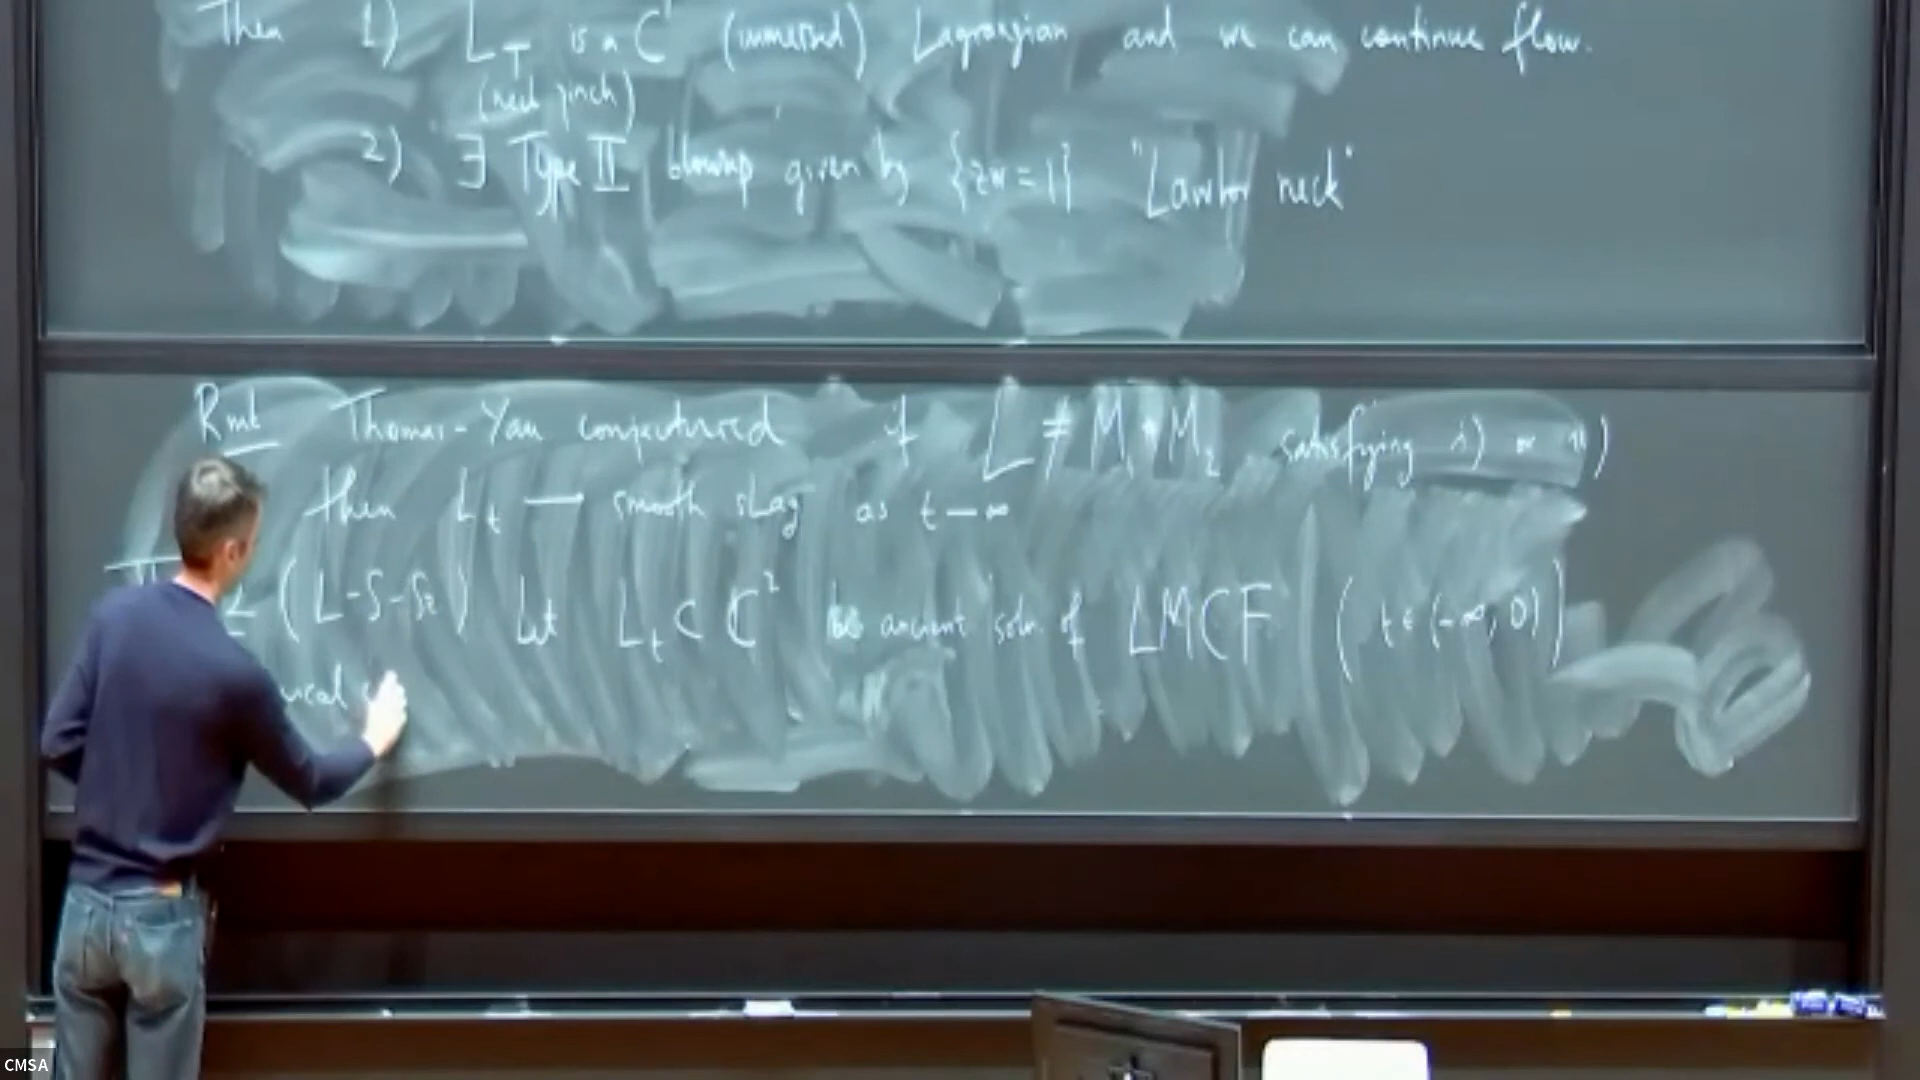 Then 1) L_T is a C¹ (immersed) Lagrangian and we can continue flow.
(neck pinch)
2) ∃ Type II blowup given by {zw=1} "Lawlor neck"
Rmk Thomas-Yau conjectured if L ≠ M₁ # M₂ satisfying i) or ii)
then L_t → smooth sLag as t → ∞
2 (L-S-Sz) Let L_t ⊂ ℂ² be ancient soln. of LMCF (t ∈ (-∞, 0))
CMSA